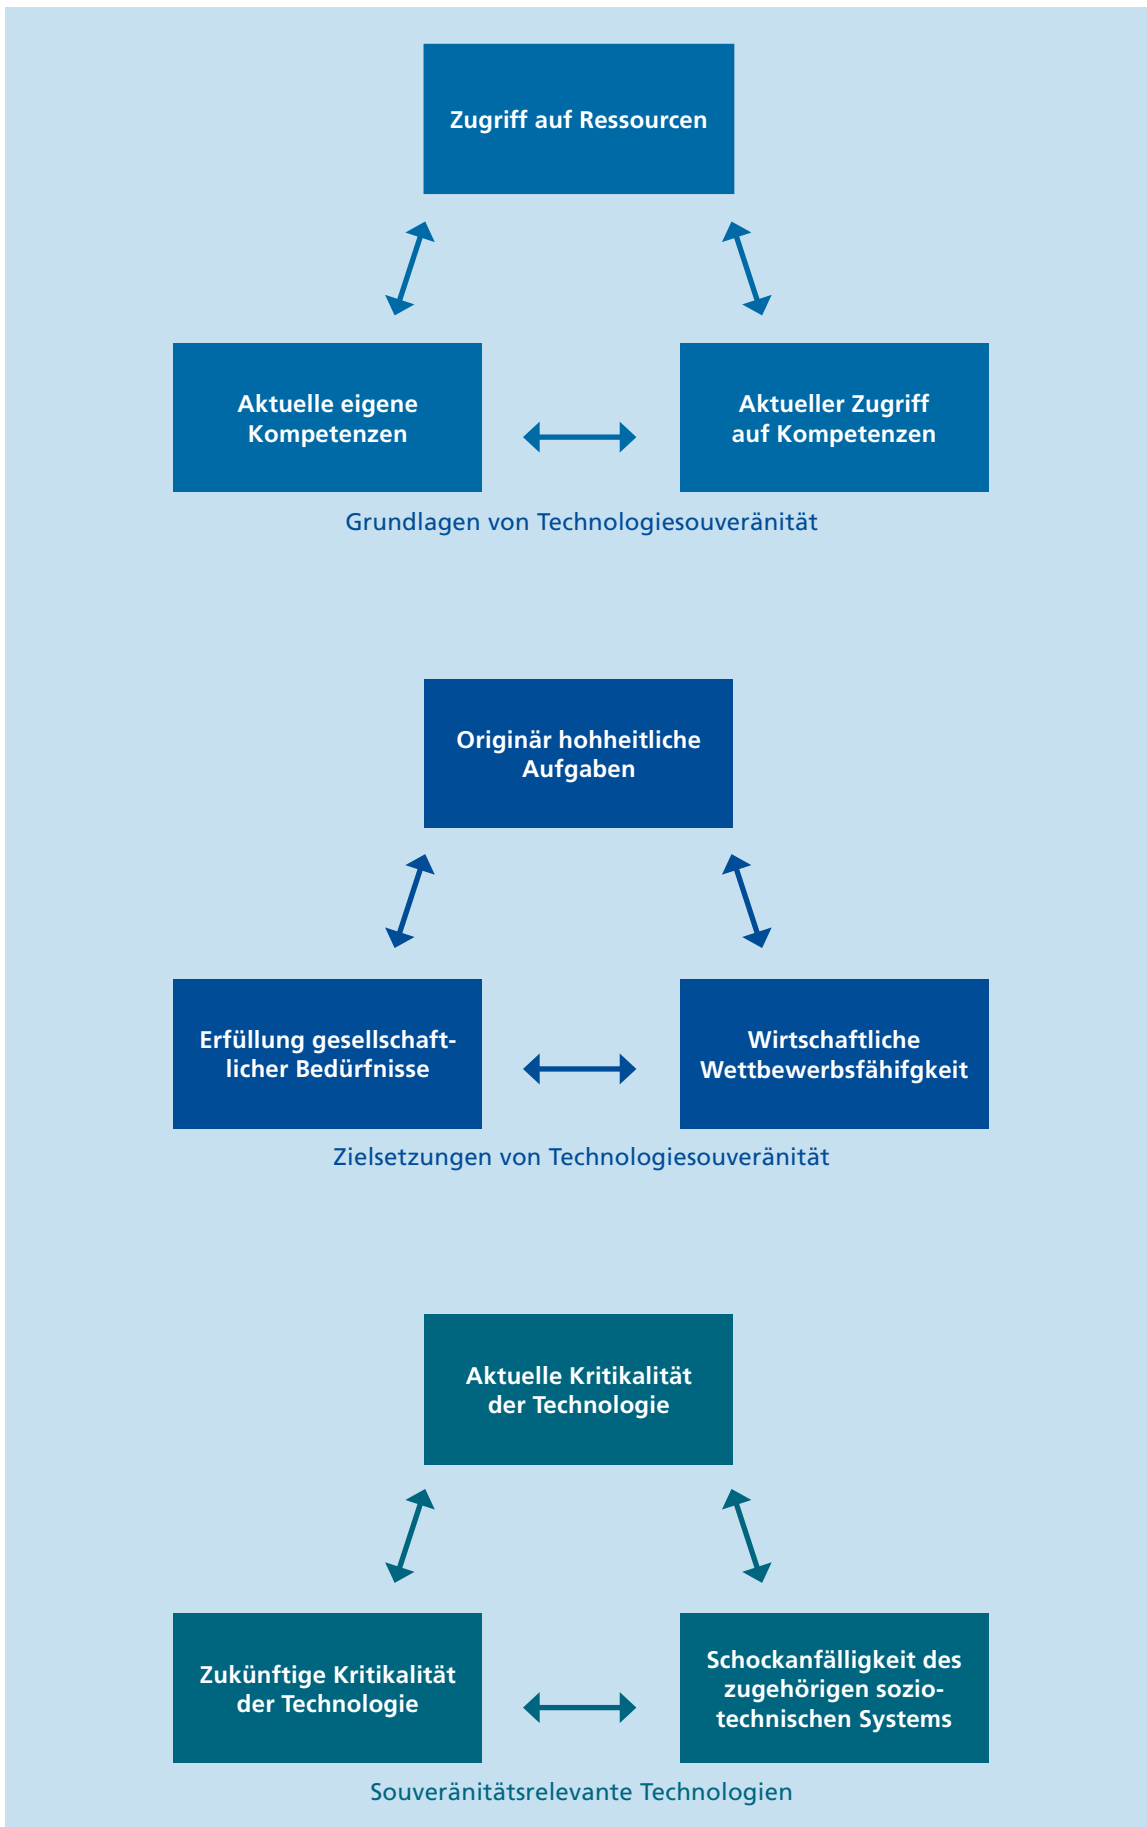 Zugriff auf Ressourcen
Aktuelle eigene
Kompetenzen
Aktueller Zugriff
auf Kompetenzen
Grundlagen von Technologiesouveränität
Originär hohheitliche
Aufgaben
Erfüllung gesellschaft-
licher Bedürfnisse
Wirtschaftliche
Wettbewerbsfähifgkeit
Zielsetzungen von Technologiesouveränität
Aktuelle Kritikalität
der Technologie
Zukünftige Kritikalität
der Technologie
Schockanfälligkeit des
zugehörigen sozio-
technischen Systems
Souveränitätsrelevante Technologien